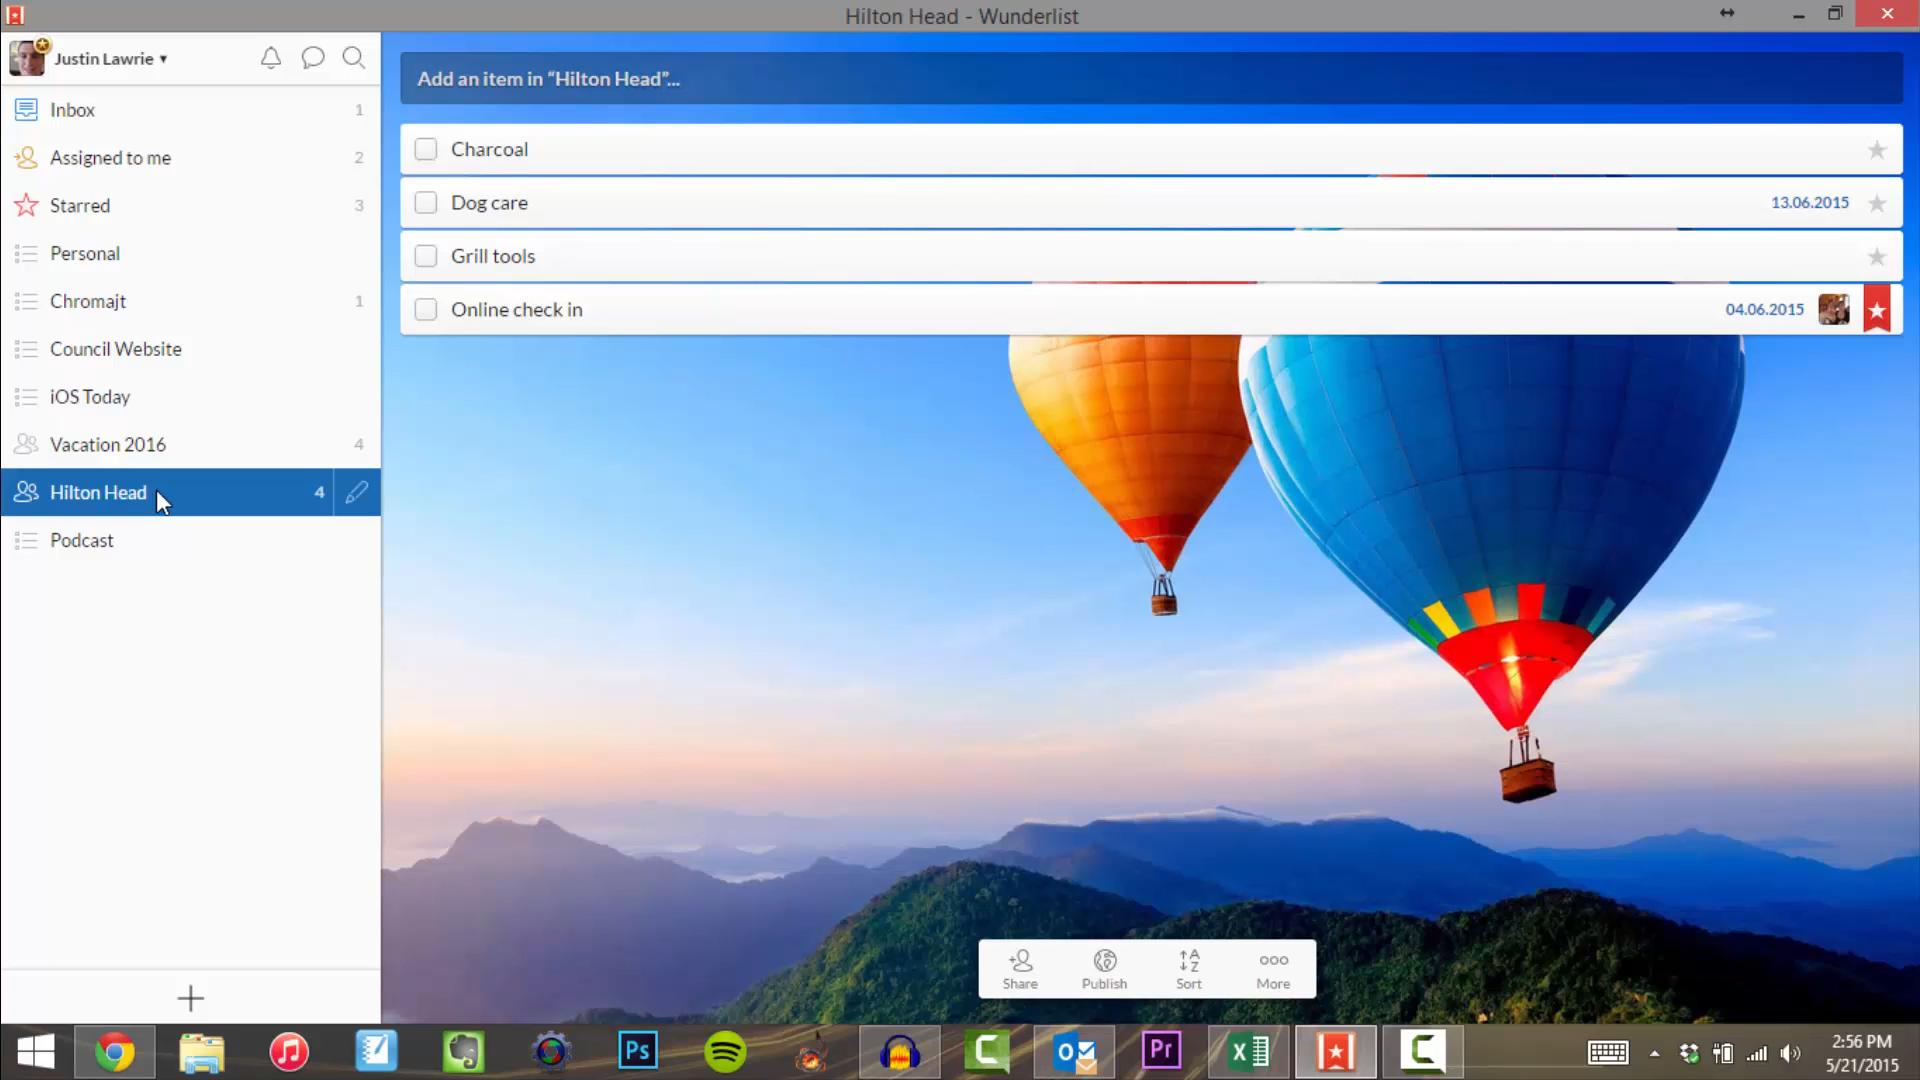 Hilton Head - Wunderlist
Justin Lawrie
Inbox 1
Assigned to me 2
Starred 3
Personal
Chromajt 1
Council Website
iOS Today
Vacation 2016 4
Hilton Head 4
Podcast
Add an item in “Hilton Head”...
Charcoal
Dog care 13.06.2015
Grill tools
Online check in 04.06.2015
Share
Publish
A
Z
Sort
More
Ps
Pr
2:56 PM
5/21/2015